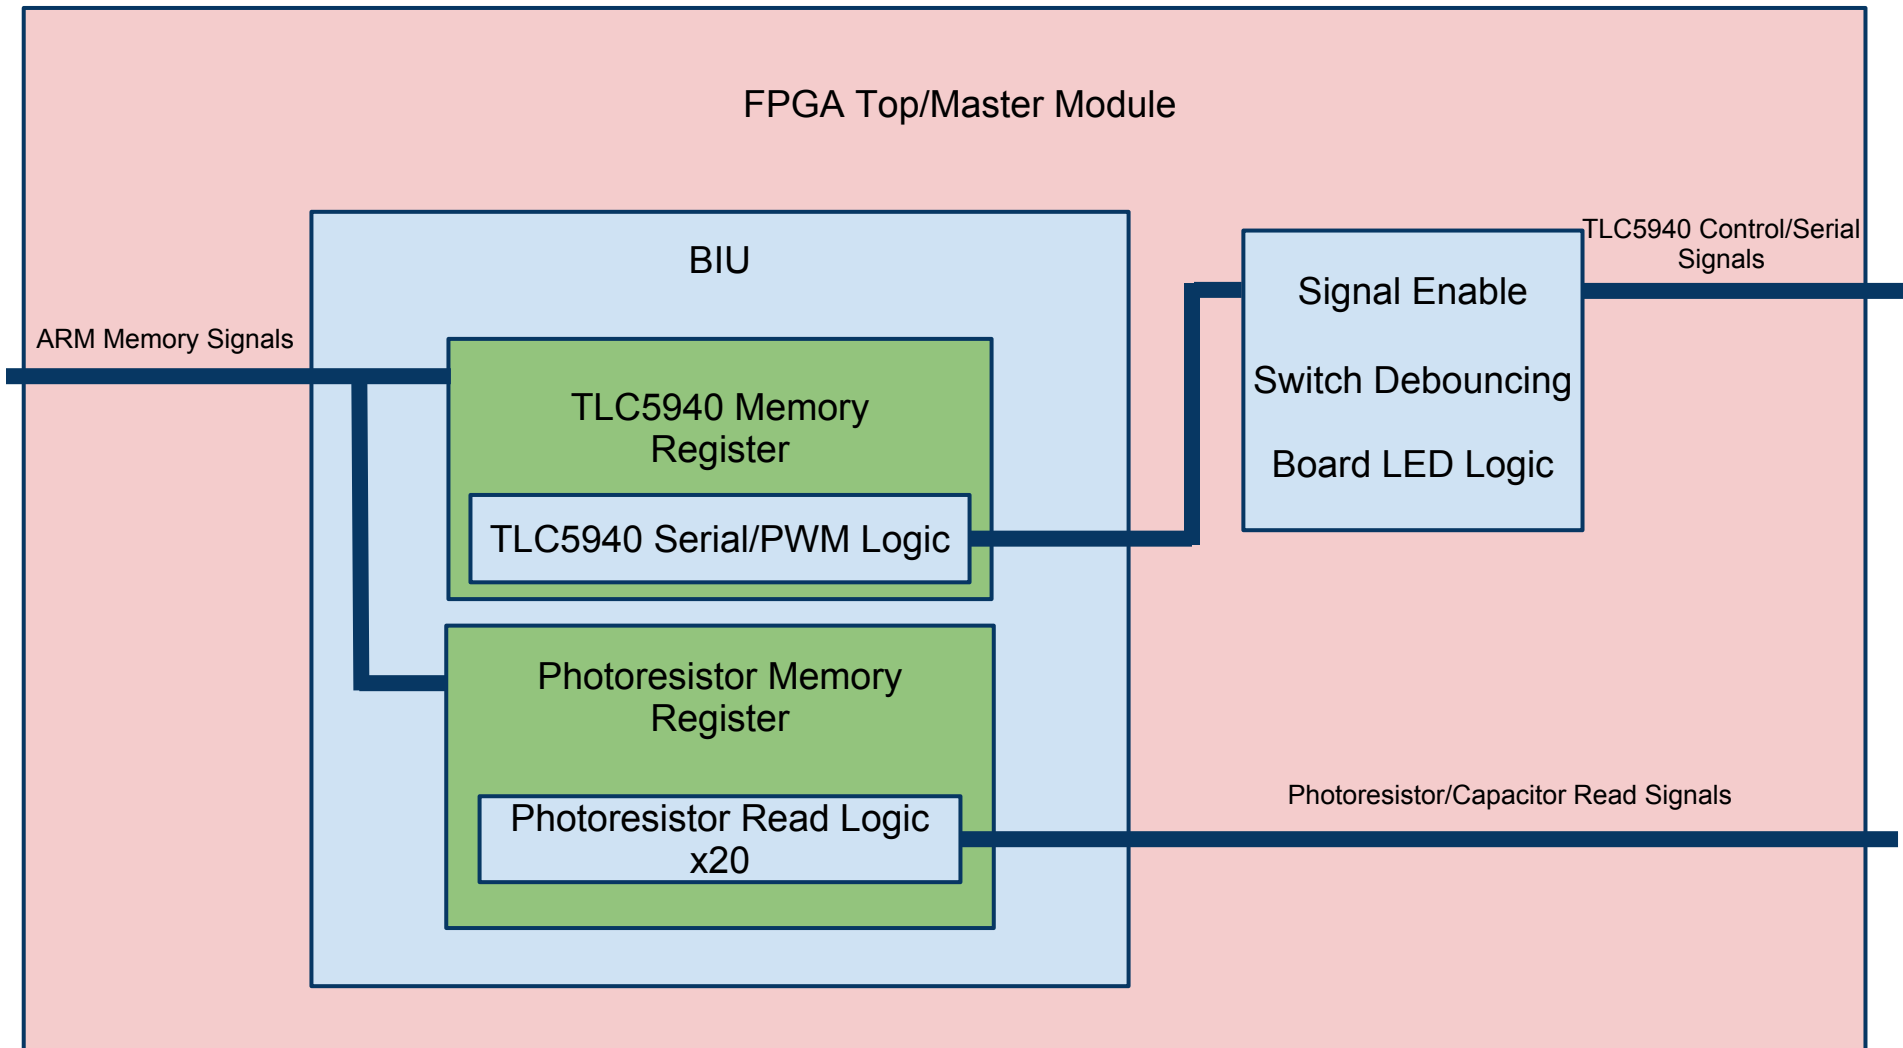 FPGA Top/Master Module
BIU
TLC5940 Control/Serial
Signals
Signal Enable
ARM Memory Signals
Switch Debouncing
TLC5940 Memory
Register
Board LED Logic
TLC5940 Serial/PWM Logic
Photoresistor Memory
Register
Photoresistor/Capacitor Read Signals
Photoresistor Read Logic
x20